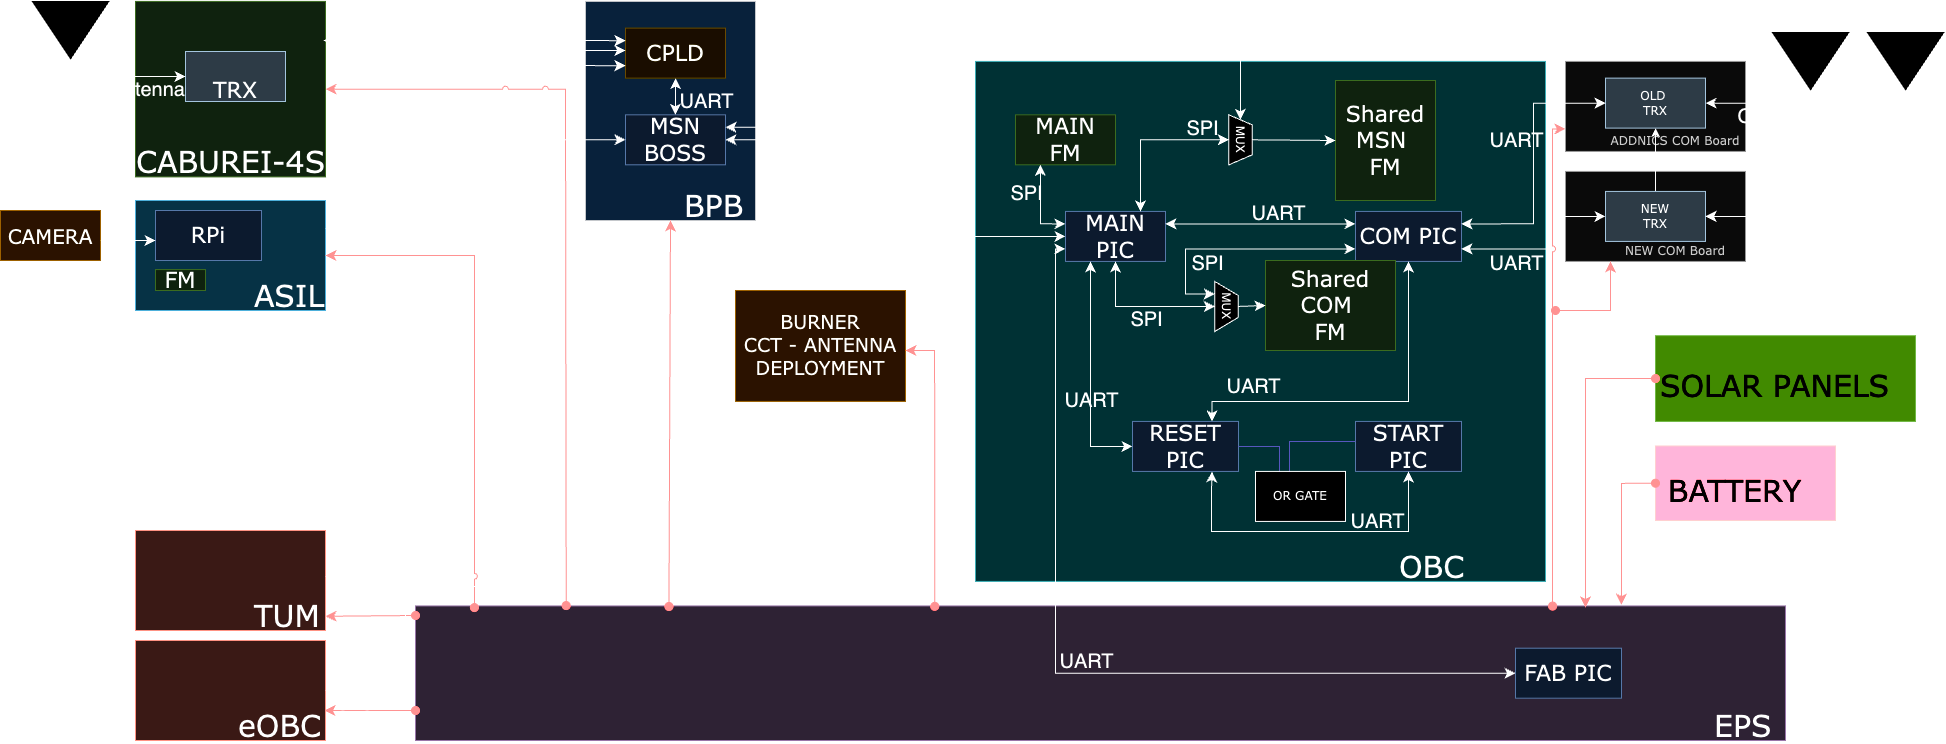 TRX
tenna
CABUREI-4S
CAMERA
RPi
FM
ASIL
TUM
eOBC
CPLD
UART
MSN
BOSS
BPB
BURNER
CCT - ANTENNA
DEPLOYMENT
MAIN
FM
SPI
SPI
MUX
Shared
MSN
FM
MAIN
PIC
UART
COM PIC
UART
UART
SPI
SPI
MUX
Shared
COM
FM
UART
UART
RESET
PIC
START
PIC
OR GATE
UART
OBC
OLD
TRX
ADDNICS COM Board
NEW
TRX
NEW COM Board
SOLAR PANELS
BATTERY
UART
FAB PIC
EPS